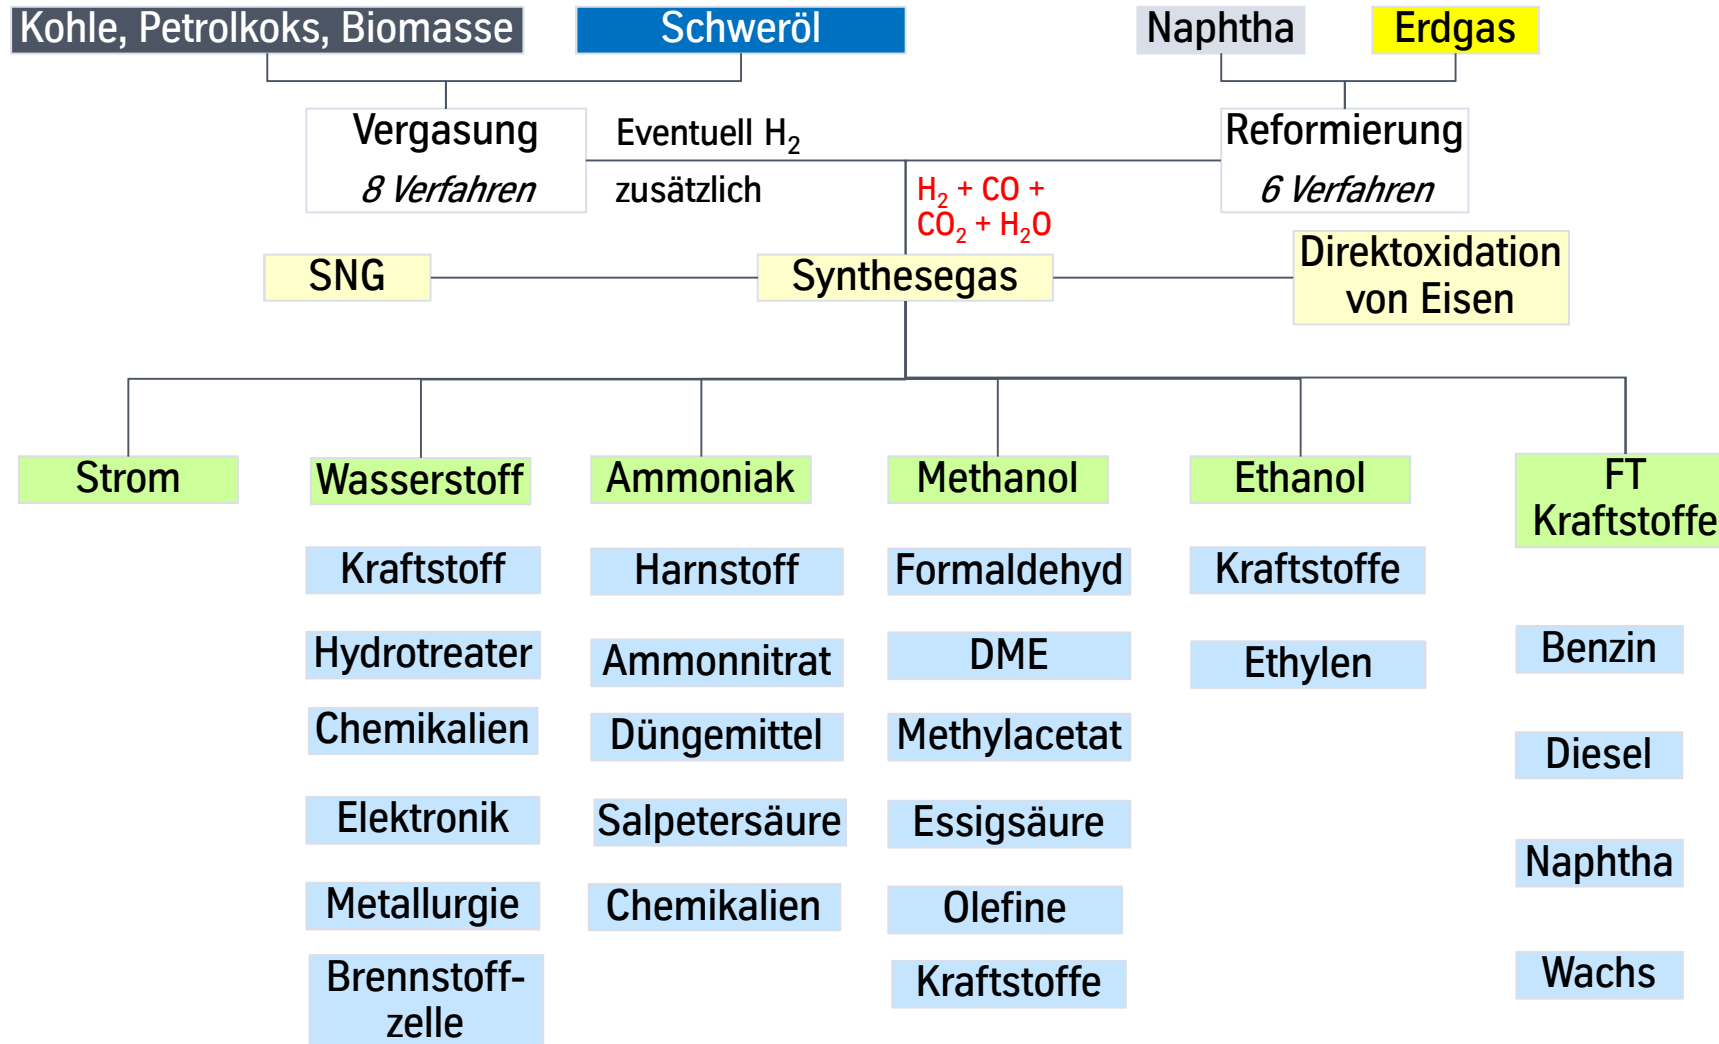 Kohle, Petrolkoks, Biomasse
Schweröl
Naphtha
Erdgas
Vergasung
8 Verfahren
Eventuell H₂
zusätzlich
Reformierung
6 Verfahren
H₂ + CO +
CO₂ + H₂O
SNG
Synthesegas
Direktoxidation
von Eisen
Strom
Wasserstoff
Ammoniak
Methanol
Ethanol
FT
Kraftstoffe
Kraftstoff
Hydrotreater
Chemikalien
Elektronik
Metallurgie
Brennstoff-
zelle
Harnstoff
Ammonnitrat
Düngemittel
Salpetersäure
Chemikalien
Formaldehyd
DME
Methylacetat
Essigsäure
Olefine
Kraftstoffe
Kraftstoffe
Ethylen
Benzin
Diesel
Naphtha
Wachs